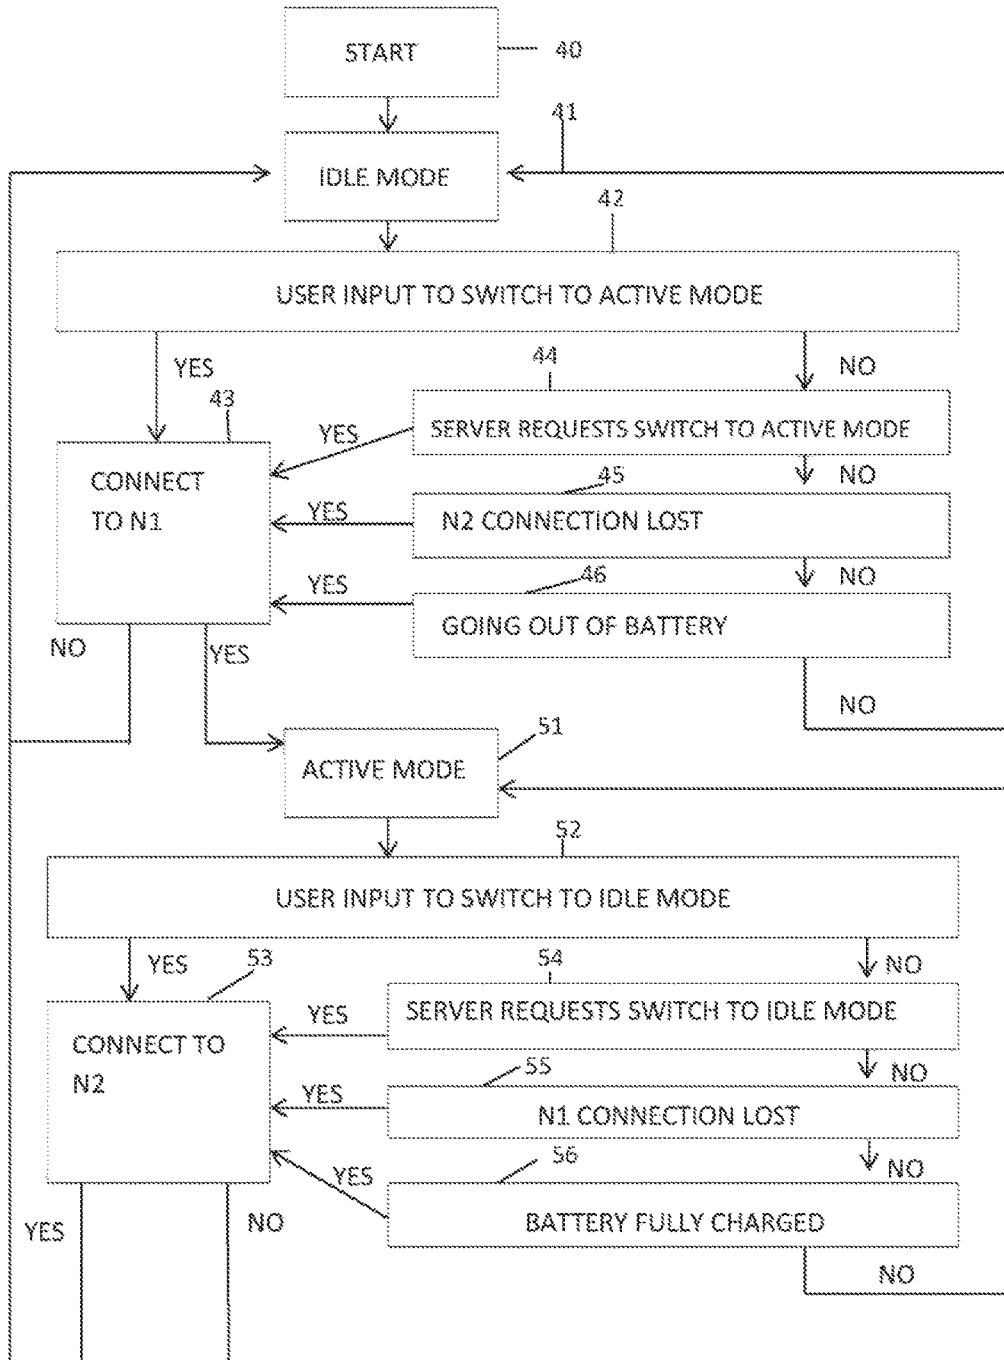 START
40
41
IDLE MODE
42
USER INPUT TO SWITCH TO ACTIVE MODE
YES
44
NO
43
YES
SERVER REQUESTS SWITCH TO ACTIVE MODE
CONNECT
TO N1
45
NO
YES
N2 CONNECTION LOST
46
NO
YES
GOING OUT OF BATTERY
NO
YES
NO
51
ACTIVE MODE
52
USER INPUT TO SWITCH TO IDLE MODE
YES
53
54
NO
YES
SERVER REQUESTS SWITCH TO IDLE MODE
CONNECT TO
N2
55
NO
YES
N1 CONNECTION LOST
56
NO
YES
BATTERY FULLY CHARGED
YES
NO
NO